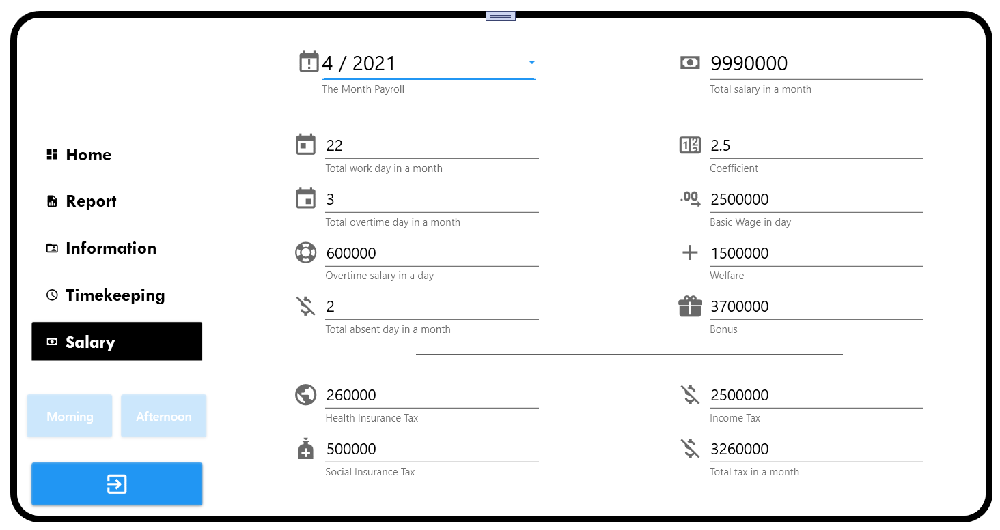 4 / 2021
The Month Payroll
9990000
Total salary in a month
Home
Report
Information
Timekeeping
Salary
Morning
Afternoon
22
Total work day in a month
2.5
Coefficient
3
Total overtime day in a month
.00
2500000
Basic Wage in day
600000
Overtime salary in a day
1500000
Welfare
2
Total absent day in a month
3700000
Bonus
260000
Health Insurance Tax
2500000
Income Tax
500000
Social Insurance Tax
3260000
Total tax in a month